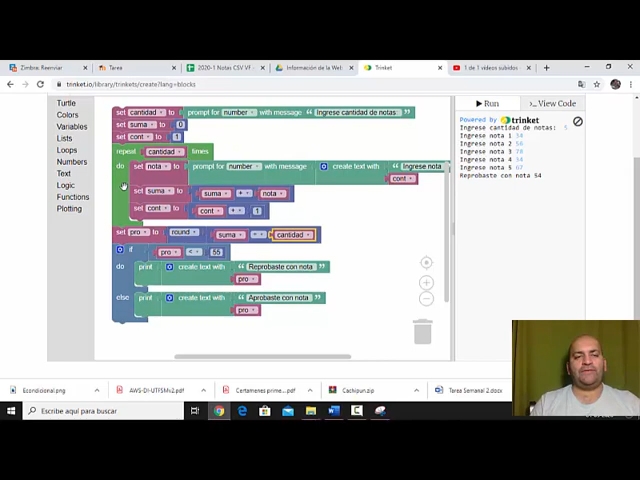 Zimbra: Reenviar
Tarea
2020-1 Notas CSV VF
Información de la Web
Trinket
1 de 1 vídeos subidos
trinket.io/library/trinkets/create?lang=blocks
Turtle
Colors
Variables
Lists
Loops
Numbers
Text
Logic
Functions
Plotting
set cantidad to prompt for number with message “ Ingrese cantidad de notas: ”
set suma to 0
set cont to 1
repeat cantidad times
do set nota to prompt for number with message create text with “ Ingrese nota
cont
set suma to suma + nota
set cont to cont + 1
set pro to round suma ÷ cantidad
if pro < 55
do print create text with “ Reprobaste con nota ”
pro
else print create text with “ Aprobaste con nota ”
pro
Run
View Code
Powered by trinket
Ingrese cantidad de notas: 5
Ingrese nota 1 34
Ingrese nota 2
Ingrese nota 3
Ingrese nota 4
Ingrese nota 5
Reprobaste con nota 54
Econdicional.png
AWS-DI-UTFSMv2.pdf
Certamenes prime....pdf
Cachipun.zip
Tarea Semanal 2.docx
Escribe aquí para buscar